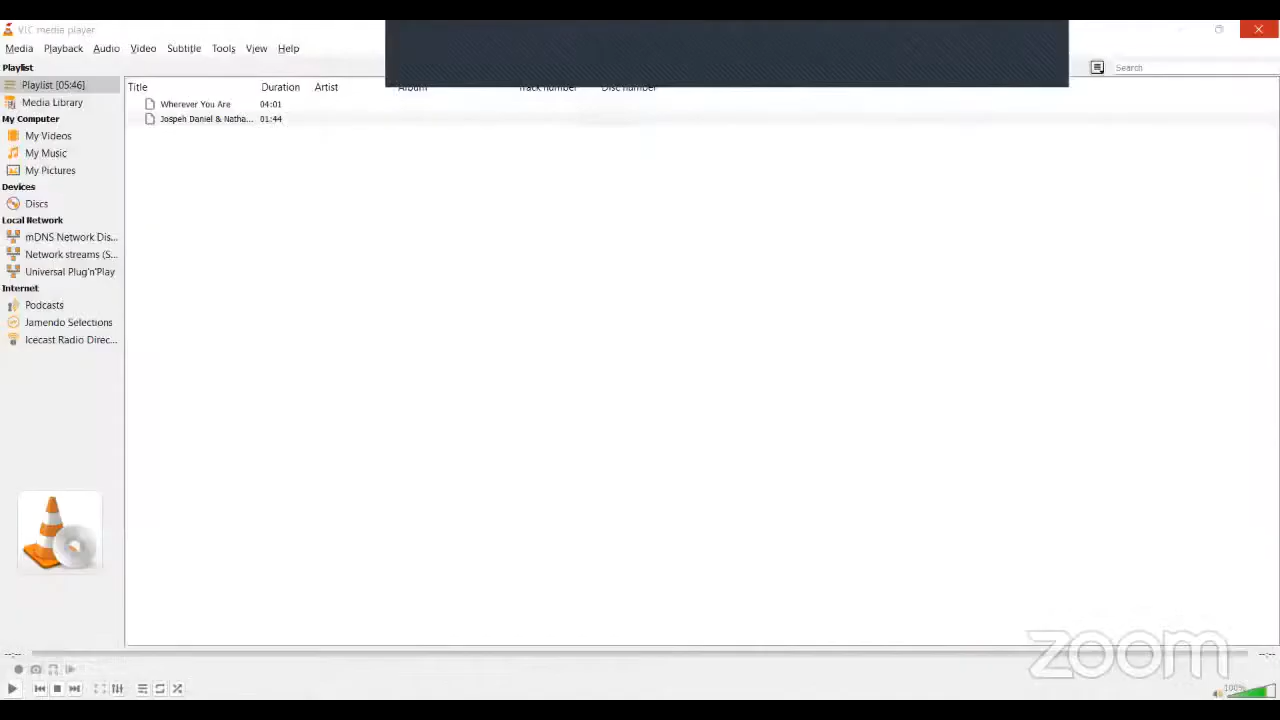 VLC media player
Media Playback Audio Video Subtitle Tools View Help
Playlist
Search
Playlist [05:46]
Title Duration Artist Album Track number Disc number
Media Library
Wherever You Are 04:01
My Computer
Jospeh Daniel & Natha... 01:44
My Videos
My Music
My Pictures
Devices
Discs
Local Network
mDNS Network Dis...
Network streams (S...
Universal Plug'n'Play
Internet
Podcasts
Jamendo Selections
Icecast Radio Direc...
zoom
--:-- --:--
100%